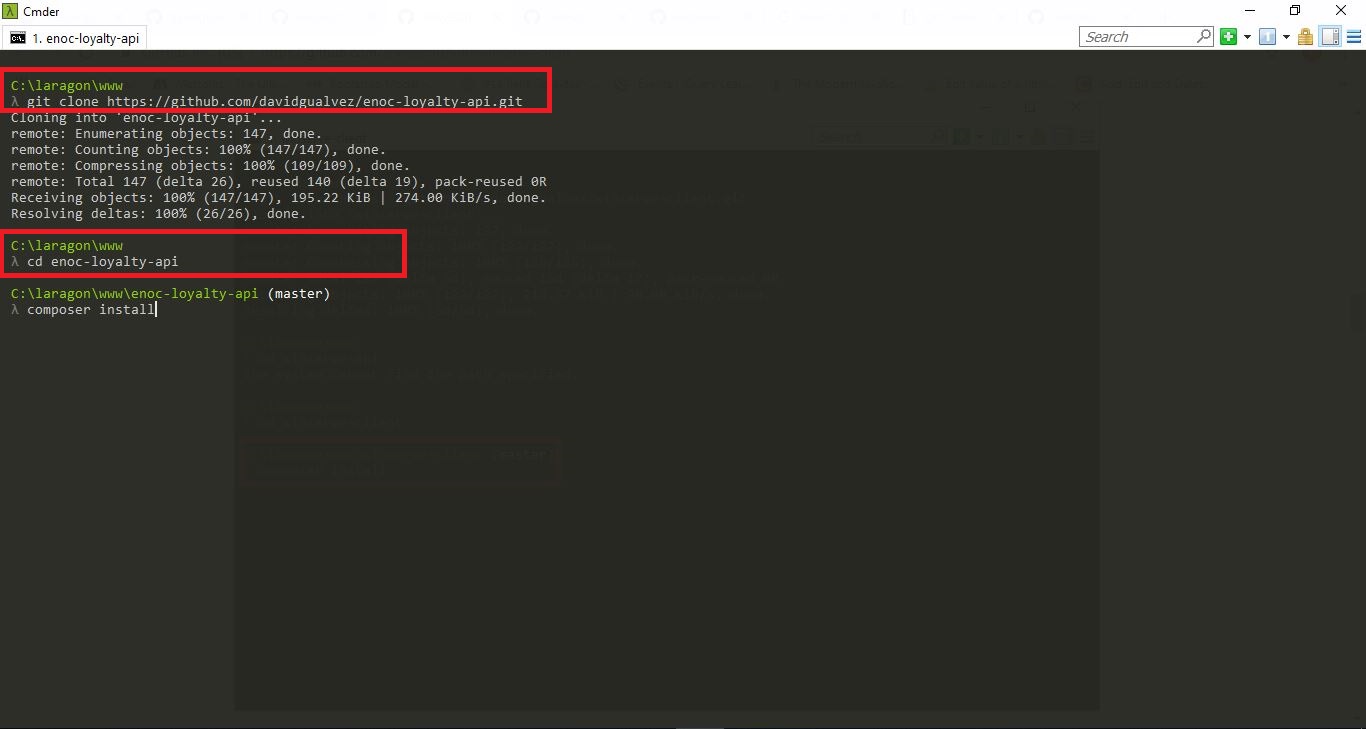 Cmder
1. enoc-loyalty-api
Search
C:\laragon\www
λ git clone https://github.com/davidgualvez/enoc-loyalty-api.git
Cloning into 'enoc-loyalty-api'...
remote: Enumerating objects: 147, done.
remote: Counting objects: 100% (147/147), done.
remote: Compressing objects: 100% (109/109), done.
remote: Total 147 (delta 26), reused 140 (delta 19), pack-reused 0R
Receiving objects: 100% (147/147), 195.22 KiB | 274.00 KiB/s, done.
Resolving deltas: 100% (26/26), done.
C:\laragon\www
λ cd enoc-loyalty-api
C:\laragon\www\enoc-loyalty-api (master)
λ composer install